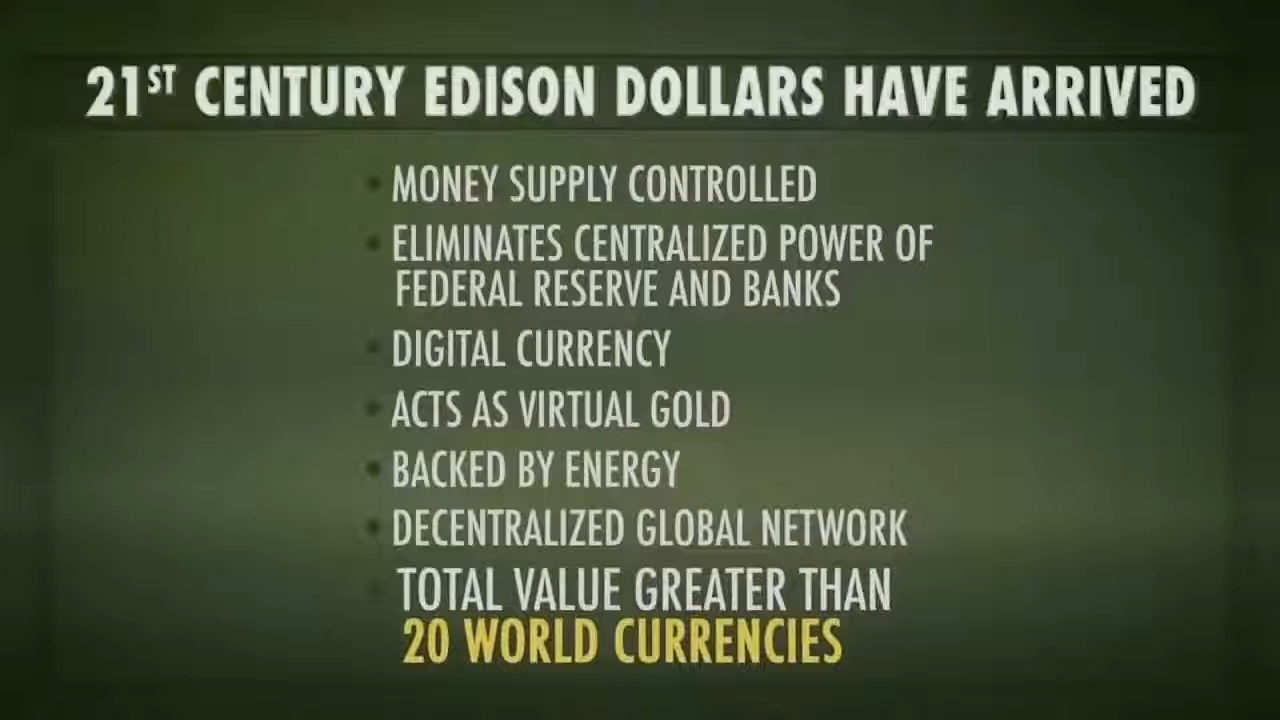 21ST CENTURY EDISON DOLLARS HAVE ARRIVED
• MONEY SUPPLY CONTROLLED
• ELIMINATES CENTRALIZED POWER OF
FEDERAL RESERVE AND BANKS
• DIGITAL CURRENCY
• ACTS AS VIRTUAL GOLD
• BACKED BY ENERGY
• DECENTRALIZED GLOBAL NETWORK
• TOTAL VALUE GREATER THAN
20 WORLD CURRENCIES